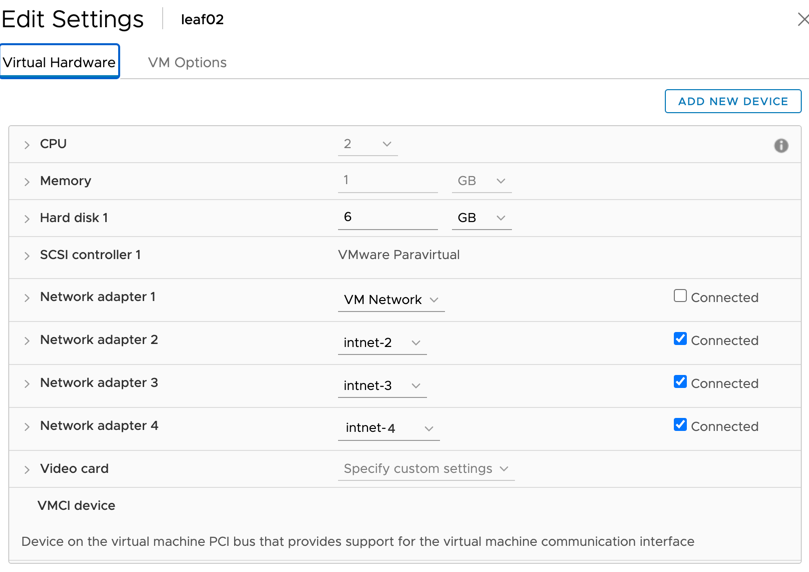 Edit Settings leaf02
Virtual Hardware VM Options
ADD NEW DEVICE
CPU 2
Memory 1 GB
Hard disk 1 6 GB
SCSI controller 1 VMware Paravirtual
Network adapter 1 VM Network Connected
Network adapter 2 intnet-2 Connected
Network adapter 3 intnet-3 Connected
Network adapter 4 intnet-4 Connected
Video card Specify custom settings
VMCI device
Device on the virtual machine PCI bus that provides support for the virtual machine communication interface